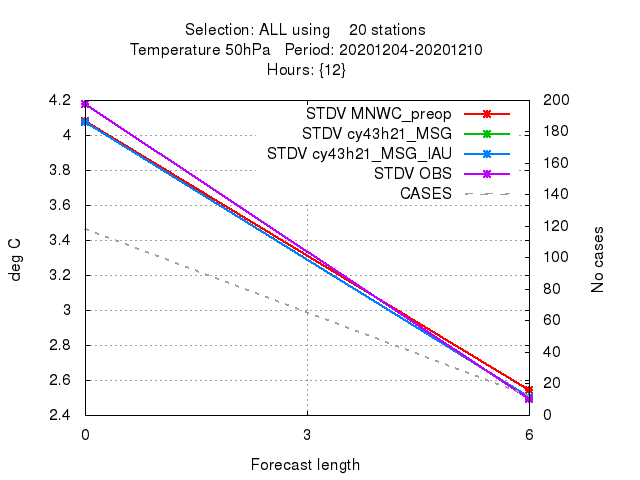 Selection: ALL using    20 stations
Temperature 50hPa   Period: 20201204-20201210
Hours: {12}
4.2
4
3.8
3.6
3.4
3.2
3
2.8
2.6
2.4
deg C
STDV MNWC_preop
STDV cy43h21_MSG
STDV cy43h21_MSG_IAU
STDV OBS
CASES
200
180
160
140
120
100
80
60
40
20
0
No cases
0 3 6
Forecast length